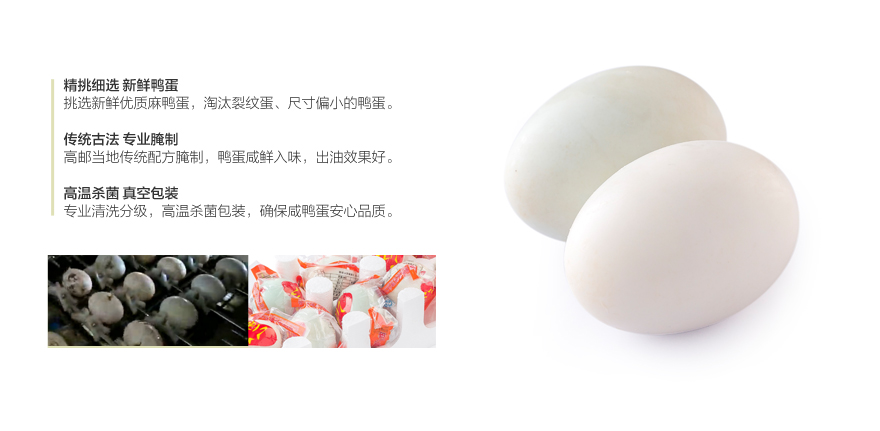 精挑细选 新鲜鸭蛋
挑选新鲜优质麻鸭蛋，淘汰裂纹蛋、尺寸偏小的鸭蛋。
传统古法 专业腌制
高邮当地传统配方腌制，鸭蛋咸鲜入味，出油效果好。
高温杀菌 真空包装
专业清洗分级，高温杀菌包装，确保咸鸭蛋安心品质。